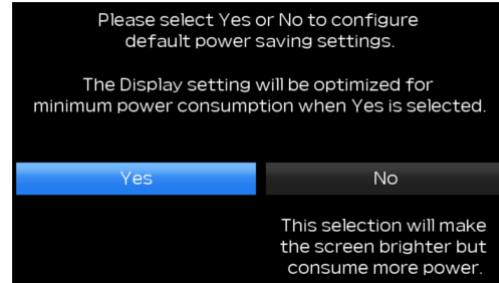 Please select Yes or No to configure
default power saving settings.
The Display setting will be optimized for
minimum power consumption when Yes is selected.
Yes
No
This selection will make
the screen brighter but
consume more power.